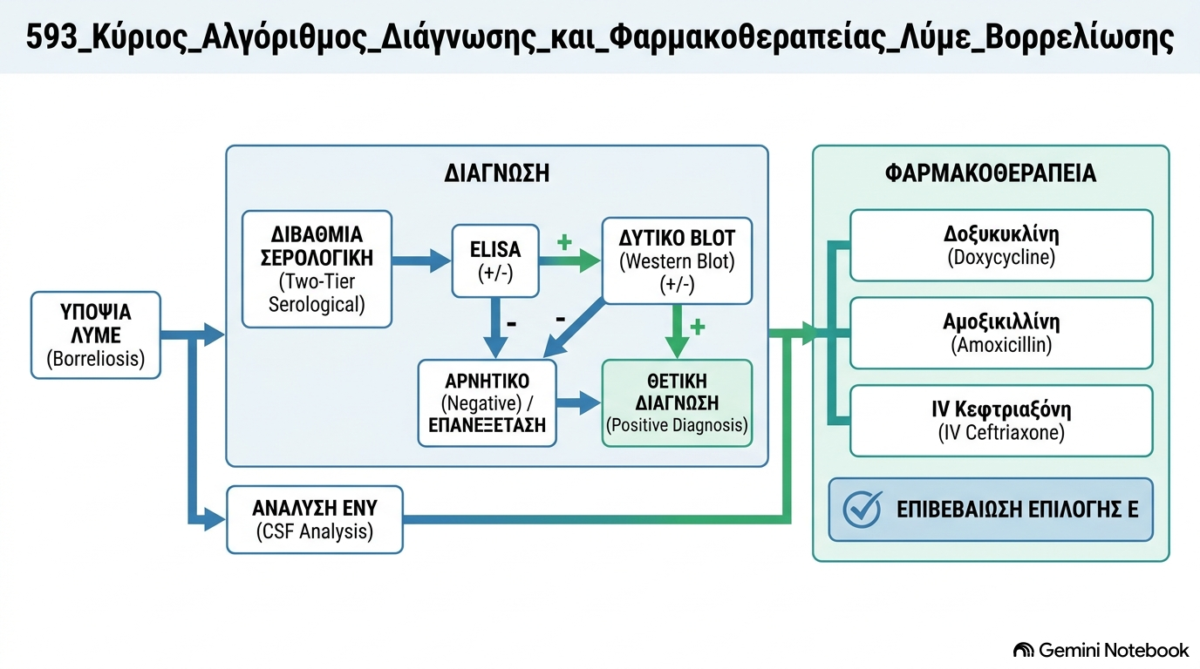 593_Κύριος_Αλγόριθμος_Διάγνωσης_και_Φαρμακοθεραπείας_Λύμε_Βορρελίωσης
ΥΠΟΨΙΑ
ΛΥΜΕ
(Borreliosis)
ΔΙΑΓΝΩΣΗ
ΔΙΒΑΘΜΙΑ
ΣΕΡΟΛΟΓΙΚΗ
(Two-Tier
Serological)
ELISA
(+/-)
+
ΔΥΤΙΚΟ BLOT
(Western Blot)
(+/-)
-
-
+
ΑΡΝΗΤΙΚΟ
(Negative) /
ΕΠΑΝΕΞΕΤΑΣΗ
ΘΕΤΙΚΗ
ΔΙΑΓΝΩΣΗ
(Positive Diagnosis)
ΑΝΑΛΥΣΗ ΕΝΥ
(CSF Analysis)
ΦΑΡΜΑΚΟΘΕΡΑΠΕΙΑ
Δοξυκυκλίνη
(Doxycycline)
Αμοξικιλλίνη
(Amoxicillin)
IV Κεφτριαξόνη
(IV Ceftriaxone)
ΕΠΙΒΕΒΑΙΩΣΗ ΕΠΙΛΟΓΗΣ Ε
Gemini Notebook